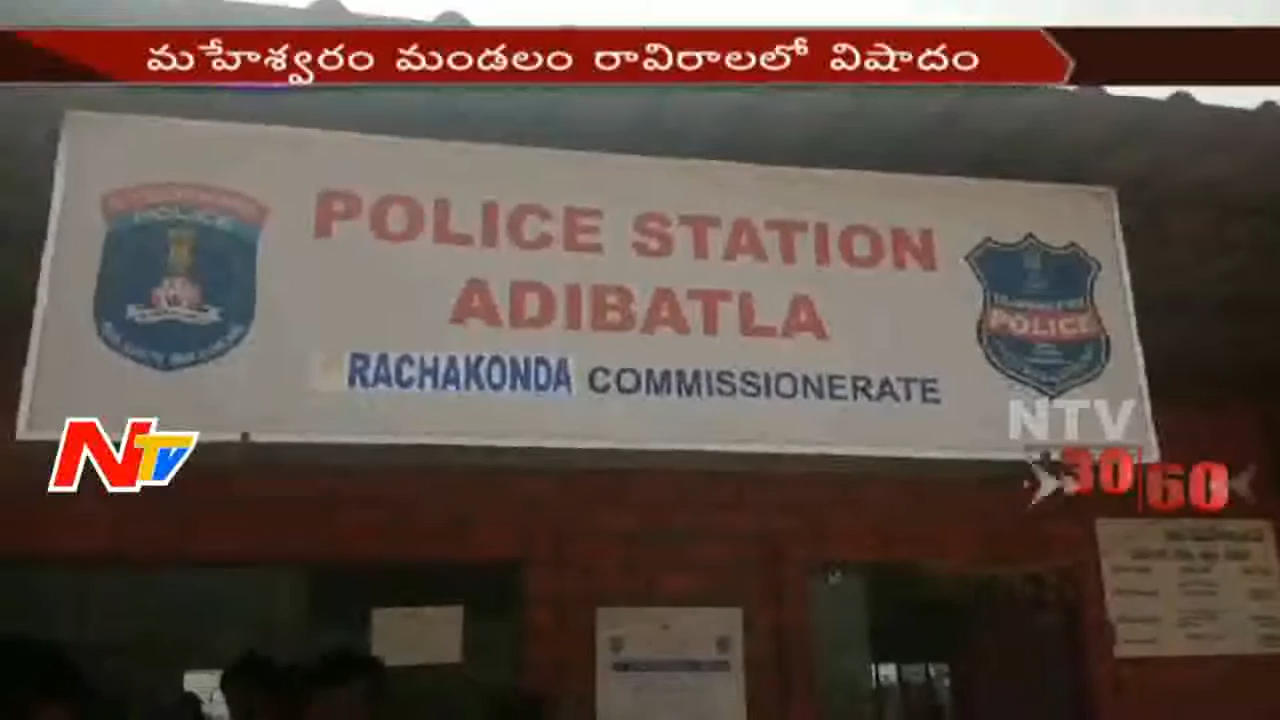 మహేశ్వరం మండలం రావిరాలలో విషాదం
POLICE STATION
ADIBATLA
RACHAKONDA COMMISSIONERATE
POLICE
POLICE
NTV
NTV
30 60